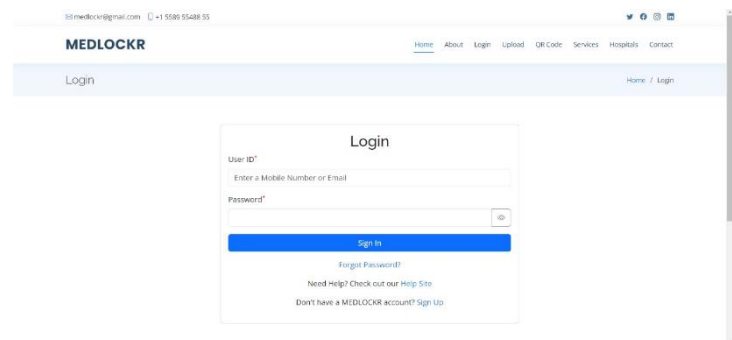 medlockr@gmail.com +1 5589 55488 55
MEDLOCKR
Home About Login Upload QR Code Services Hospitals Contact
Login
Home / Login
Login
User ID*
Enter a Mobile Number or Email
Password*
Sign In
Forgot Password?
Need Help? Check out our Help Site
Don't have a MEDLOCKR account? Sign Up